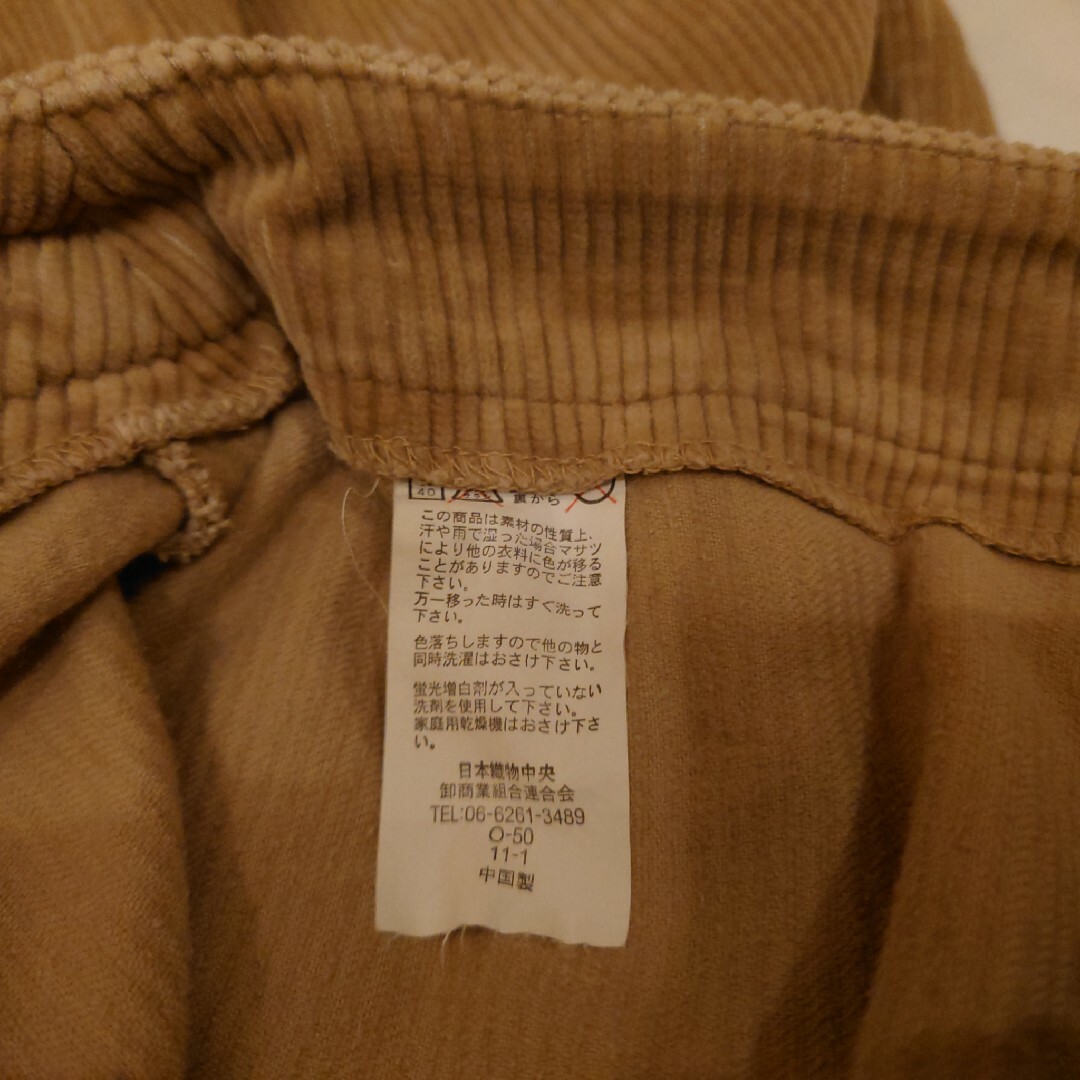 40
裏から
この商品は素材の性質上、
汗や雨で湿った場合マサツ
により他の衣料に色が移る
ことがありますのでご注意
下さい。
万一移った時はすぐ洗って
下さい。
色落ちしますので他の物と
同時洗濯はおさけ下さい。
蛍光増白剤が入っていない
洗剤を使用して下さい。
家庭用乾燥機はおさけ下さ
い。
日本織物中央
卸商業組合連合会
TEL:06-6261-3489
O-50
11-1
中国製